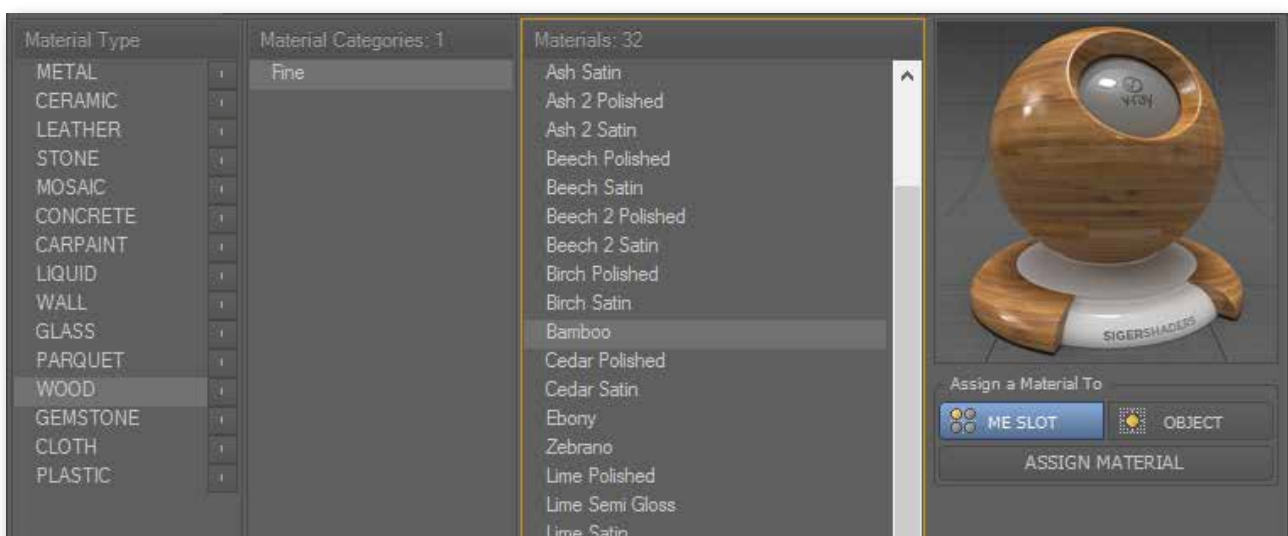 Material Type
METAL
CERAMIC
LEATHER
STONE
MOSAIC
CONCRETE
CARPAINT
LIQUID
WALL
GLASS
PARQUET
WOOD
GEMSTONE
CLOTH
PLASTIC
Material Categories: 1
Fine
Materials: 32
Ash Satin
Ash 2 Polished
Ash 2 Satin
Beech Polished
Beech Satin
Beech 2 Polished
Beech 2 Satin
Birch Polished
Birch Satin
Bamboo
Cedar Polished
Cedar Satin
Ebony
Zebrano
Lime Polished
Lime Semi Gloss
Lime Satin
SIGERSHADERS
Assign a Material To
ME SLOT
OBJECT
ASSIGN MATERIAL